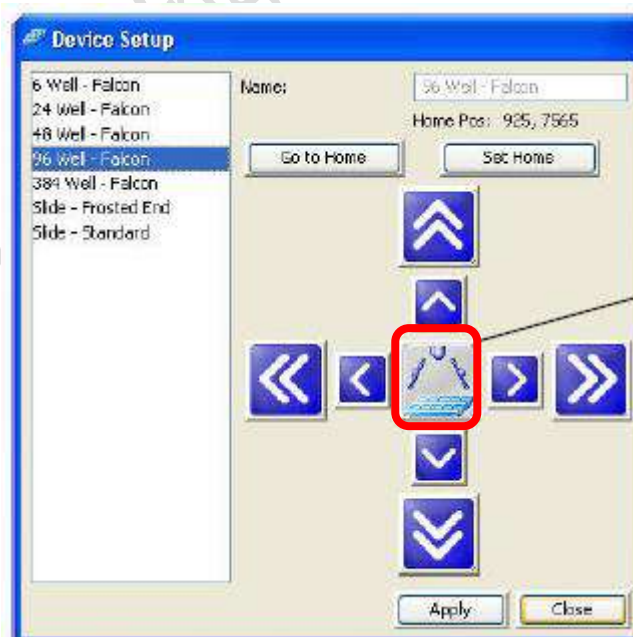 Device Setup
6 Well - Falcon
24 Well - Falcon
48 Well - Falcon
96 Well - Falcon
384 Well - Falcon
Slide - Frosted End
Slide - Standard
Name:
96 Well - Falcon
Home Pos: 925, 7565
Go to Home
Set Home
Apply
Close